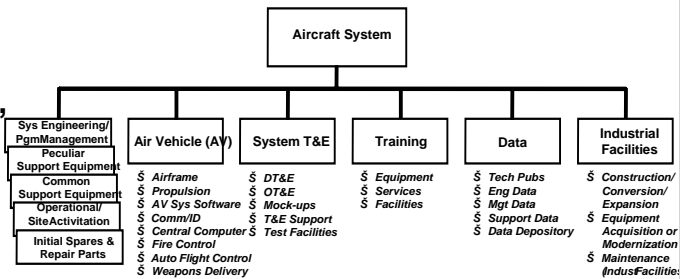 Aircraft System
,
Sys Engineering/
PgmManagement
Peculiar
Support Equipment
Common
Support Equipment
Operational/
SiteActivitation
Initial Spares &
Repair Parts
Air Vehicle (AV)
Š Airframe
Š Propulsion
Š AV Sys Software
Š Comm/ID
Š Central Computer
Š Fire Control
Š Auto Flight Control
Š Weapons Delivery
System T&E
Š DT&E
Š OT&E
Š Mock-ups
Š T&E Support
Š Test Facilities
Training
Š Equipment
Š Services
Š Facilities
Data
Š Tech Pubs
Š Eng Data
Š Mgt Data
Š Support Data
Š Data Depository
Industrial
Facilities
Š Construction/
Conversion/
Expansion
Š Equipment
Acquisition or
Modernization
Š Maintenance
(IndustFacilities